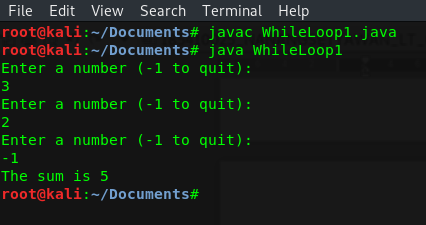 File Edit View Search Terminal Help
root@kali:~/Documents# javac WhileLoop1.java
root@kali:~/Documents# java WhileLoop1
Enter a number (-1 to quit):
3
Enter a number (-1 to quit):
2
Enter a number (-1 to quit):
-1
The sum is 5
root@kali:~/Documents#